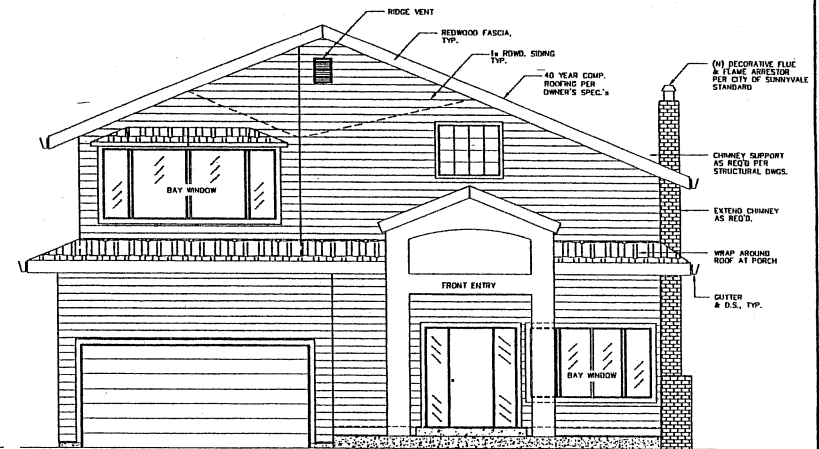 RIDGE VENT
REDWOOD FASCIA,
TYP.
1x RDWD. SIDING
TYP.
40 YEAR COMP.
ROOFING PER
OWNER'S SPEC.'s
(N) DECORATIVE FLUE
& FLAME ARRESTOR
PER CITY OF SUNNYVALE
STANDARD
CHIMNEY SUPPORT
AS REQ'D PER
STRUCTURAL DWGS.
BAY WINDOW
EXTEND CHIMNEY
AS REQ'D.
WRAP AROUND
ROOF AT PORCH
FRONT ENTRY
GUTTER
& D.S., TYP.
BAY WINDOW